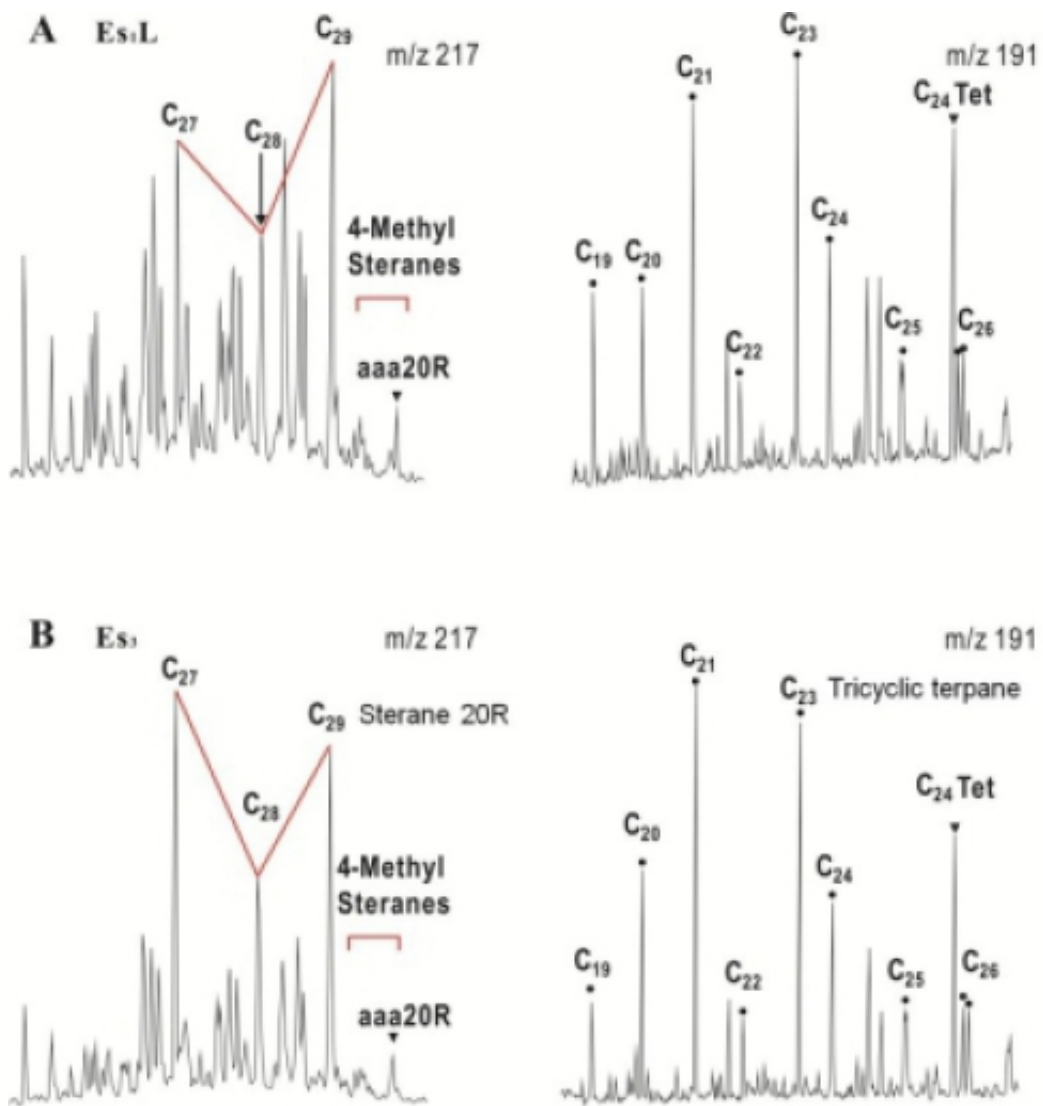 A Es₁L
m/z 217
C₂₇
C₂₈
C₂₉
4-Methyl
Steranes
aaa20R
m/z 191
C₁₉
C₂₀
C₂₁
C₂₂
C₂₃
C₂₄
C₂₅
C₂₄ Tet
C₂₆
B Es₃
m/z 217
C₂₇
C₂₈
C₂₉ Sterane 20R
4-Methyl
Steranes
aaa20R
m/z 191
C₁₉
C₂₀
C₂₁
C₂₂
C₂₃ Tricyclic terpane
C₂₄
C₂₅
C₂₄ Tet
C₂₆